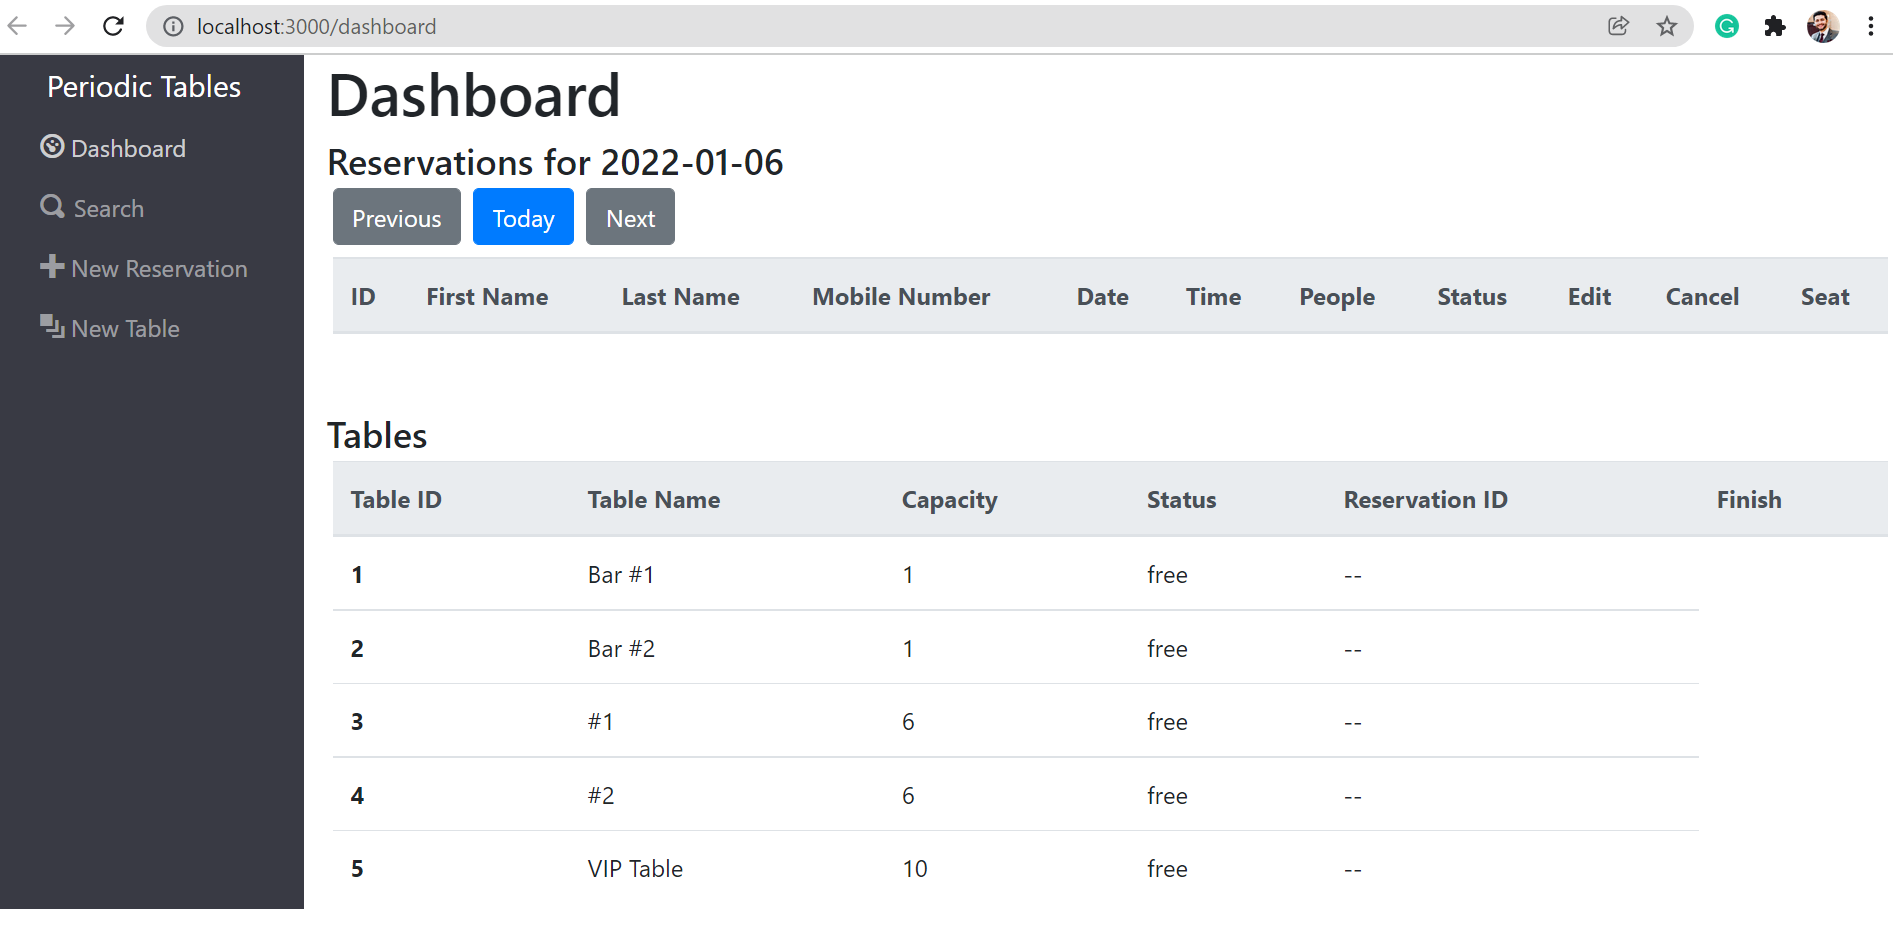 localhost:3000/dashboard
Periodic Tables
Dashboard
Search
New Reservation
New Table
Dashboard
Reservations for 2022-01-06
Previous Today Next
ID First Name Last Name Mobile Number Date Time People Status Edit Cancel Seat
Tables
Table ID Table Name Capacity Status Reservation ID Finish
1 Bar #1 1 free --
2 Bar #2 1 free --
3 #1 6 free --
4 #2 6 free --
5 VIP Table 10 free --